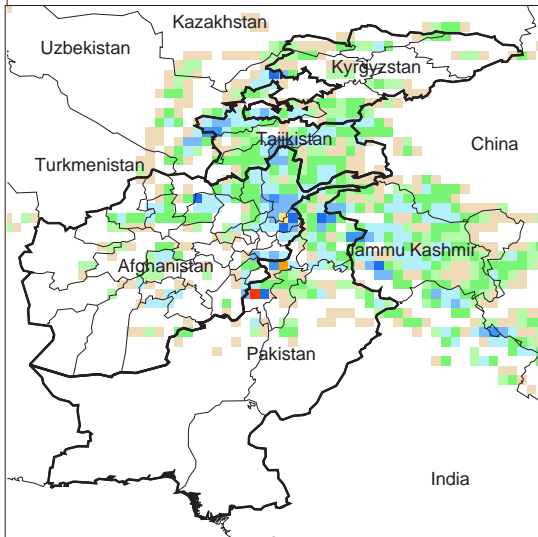 Kazakhstan
Uzbekistan
Kyrgyzstan
Tajikistan
China
Turkmenistan
Jammu Kashmir
Afghanistan
Pakistan
India